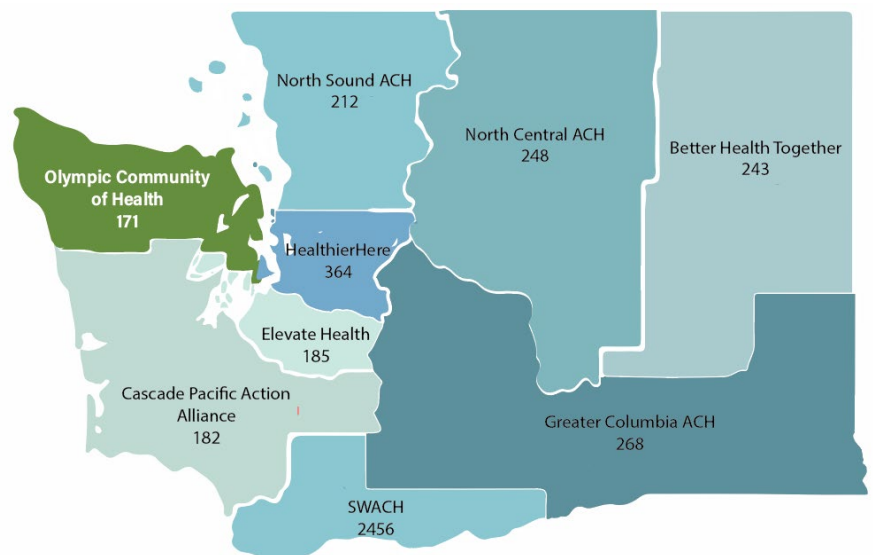 North Sound ACH
212
North Central ACH
248
Better Health Together
243
Olympic Community
of Health
171
HealthierHere
364
Elevate Health
185
Cascade Pacific Action
Alliance
182
Greater Columbia ACH
268
SWACH
2456